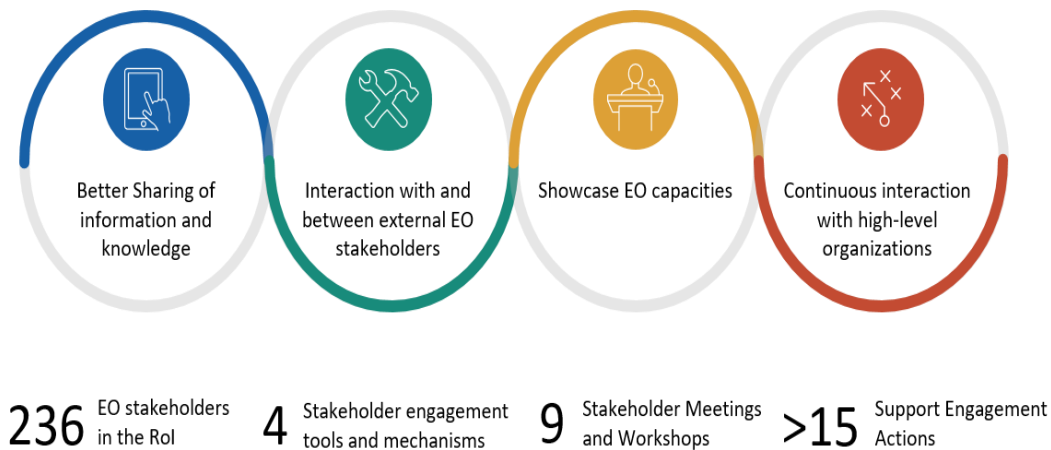 Better Sharing of
information and
knowledge
Interaction with and
between external EO
stakeholders
Showcase EO capacities
Continuous interaction
with high-level
organizations
236
EO stakeholders
in the RoI
4
Stakeholder engagement
tools and mechanisms
9
Stakeholder Meetings
and Workshops
>15
Support Engagement
Actions